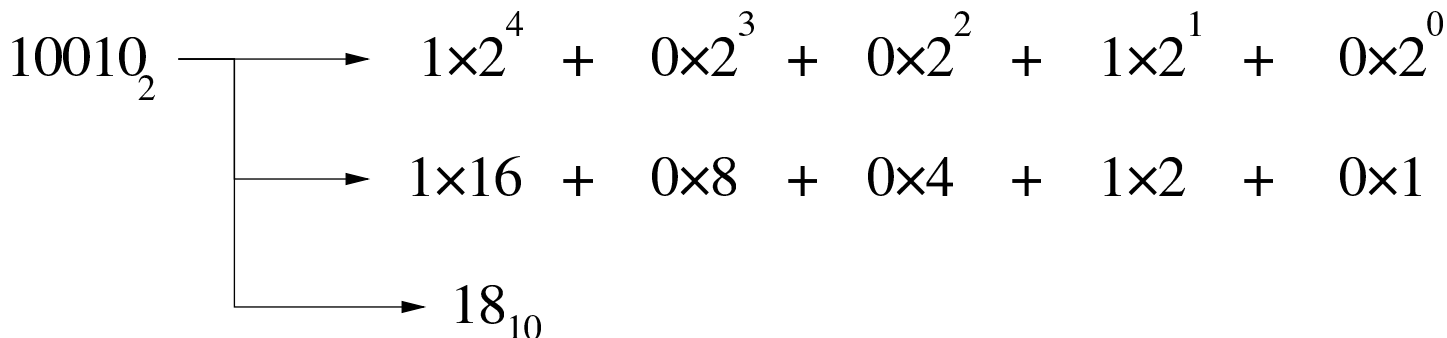 10010₂ 1×2⁴ + 0×2³ + 0×2² + 1×2¹ + 0×2⁰
1×16 + 0×8 + 0×4 + 1×2 + 0×1
18₁₀